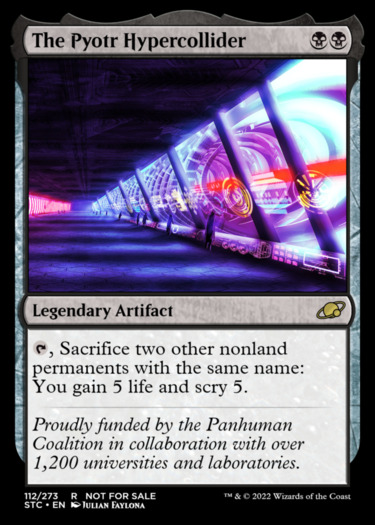 The Pyotr Hypercollider
Legendary Artifact
, Sacrifice two other nonland
permanents with the same name:
You gain 5 life and scry 5.
Proudly funded by the Panhuman
Coalition in collaboration with over
1,200 universities and laboratories.
112/273 R NOT FOR SALE
STC • EN Julian Faylona
™ & © 2022 Wizards of the Coast